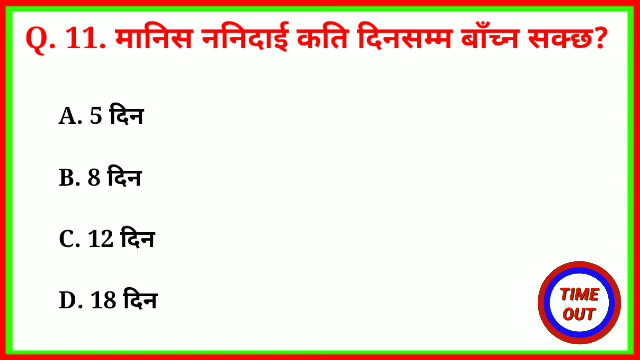 Q. 11. मानिस ननिदाई कति दिनसम्म बाँच्न सक्छ?
A. 5 दिन
B. 8 दिन
C. 12 दिन
D. 18 दिन
TIME
OUT